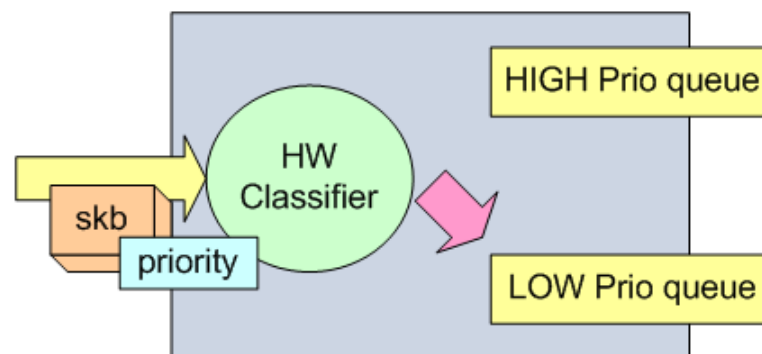 HIGH Prio queue
HW
Classifier
skb
priority
LOW Prio queue